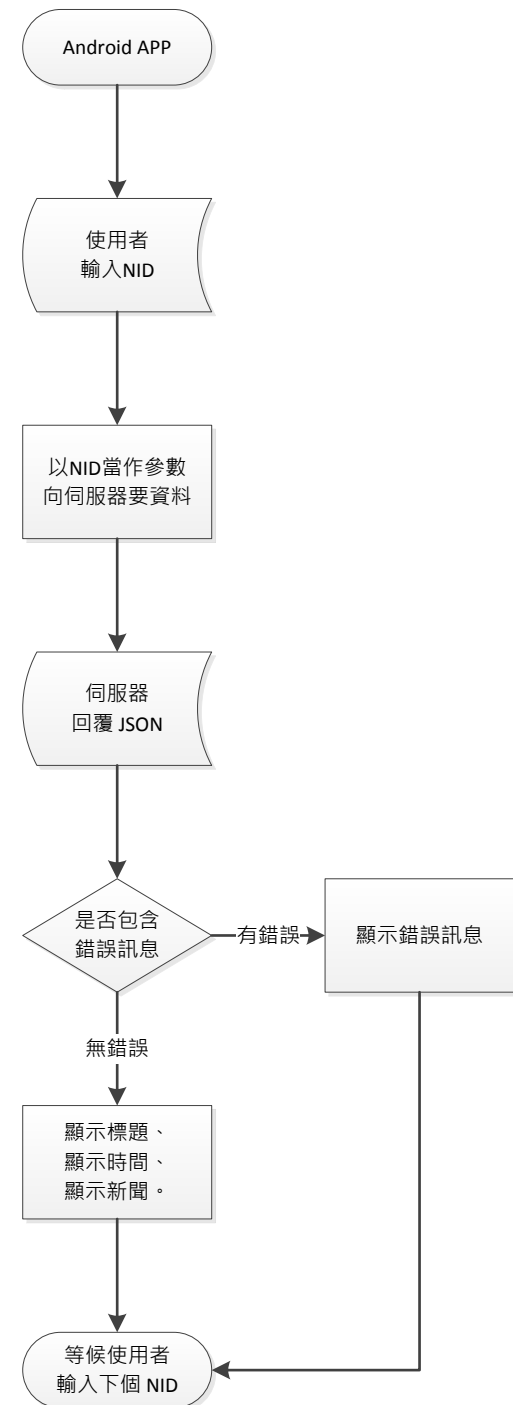 Android APP
使用者
輸入NID
以NID當作參數
向伺服器要資料
伺服器
回覆 JSON
是否包含
錯誤訊息
有錯誤
顯示錯誤訊息
無錯誤
顯示標題、
顯示時間、
顯示新聞。
等候使用者
輸入下個 NID